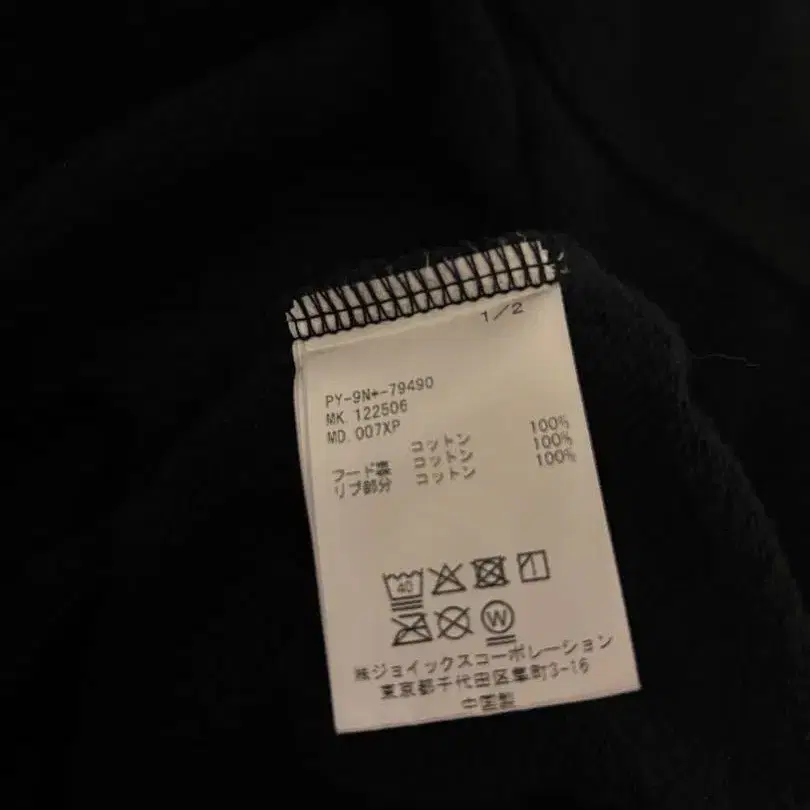 1/2
PY-9N*-79490
MK.122506
MD.007XP
コットン 100%
フード裏 コットン 100%
リブ部分 コットン 100%
40
W
㈱ジョイックスコーポレーション
東京都千代田区隼町3-16
中国製